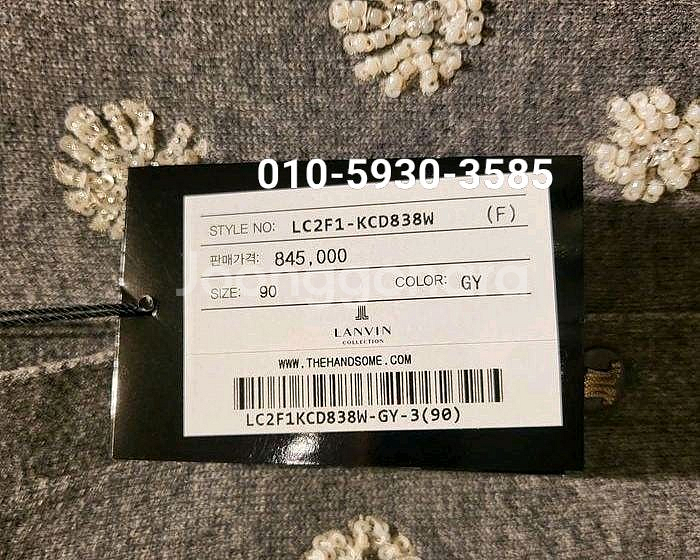 010-5930-3585
STYLE NO: LC2F1-KCD838W (F)
판매가격: 845,000
Joonggonara
SIZE: 90 COLOR: GY
LANVIN
COLLECTION
WWW.THEHANDSOME.COM
LC2F1KCD838W-GY-3(90)